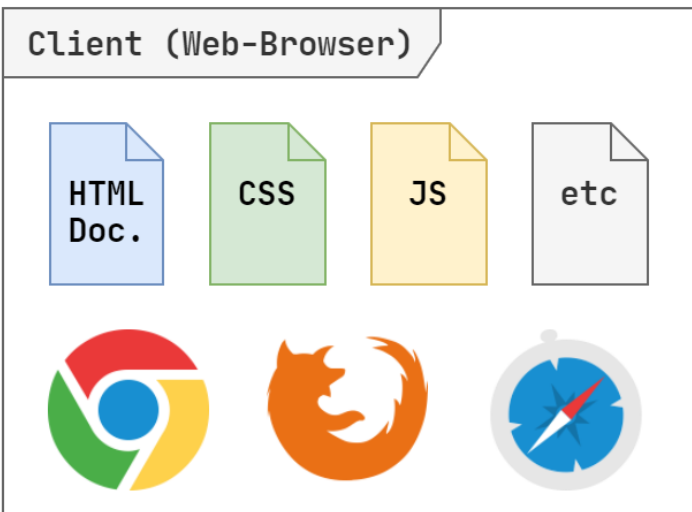 Client (Web-Browser)
HTML
Doc.
CSS
JS
etc